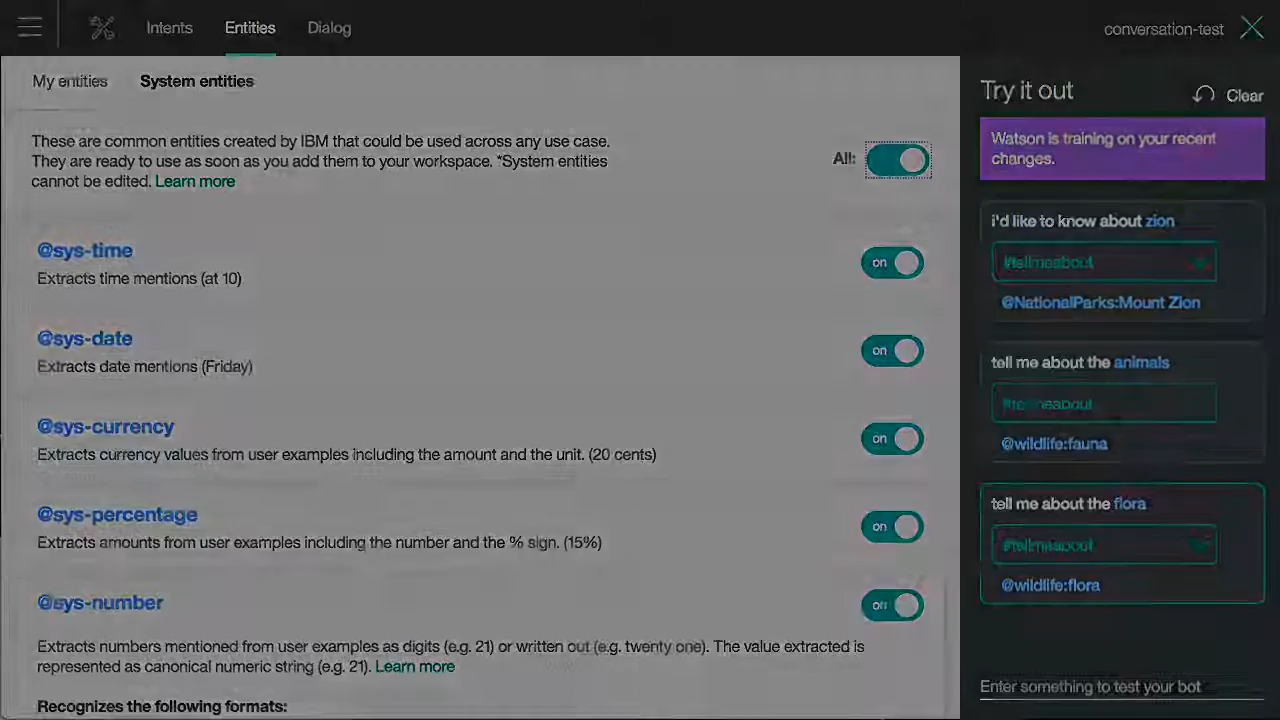 Intents Entities Dialog
conversation-test
My entities System entities
These are common entities created by IBM that could be used across any use case.
They are ready to use as soon as you add them to your workspace. *System entities
cannot be edited. Learn more
All:
@sys-time
Extracts time mentions (at 10)
on
@sys-date
Extracts date mentions (Friday)
on
@sys-currency
Extracts currency values from user examples including the amount and the unit. (20 cents)
on
@sys-percentage
Extracts amounts from user examples including the number and the % sign. (15%)
on
@sys-number
Extracts numbers mentioned from user examples as digits (e.g. 21) or written out (e.g. twenty one). The value extracted is
represented as canonical numeric string (e.g. 21). Learn more
Recognizes the following formats:
Try it out
Clear
Watson is training on your recent
changes.
i'd like to know about zion
#tellmeabout
@NationalParks:Mount Zion
tell me about the animals
#tellmeabout
@wildlife:fauna
tell me about the flora
#tellmeabout
@wildlife:flora
Enter something to test your bot